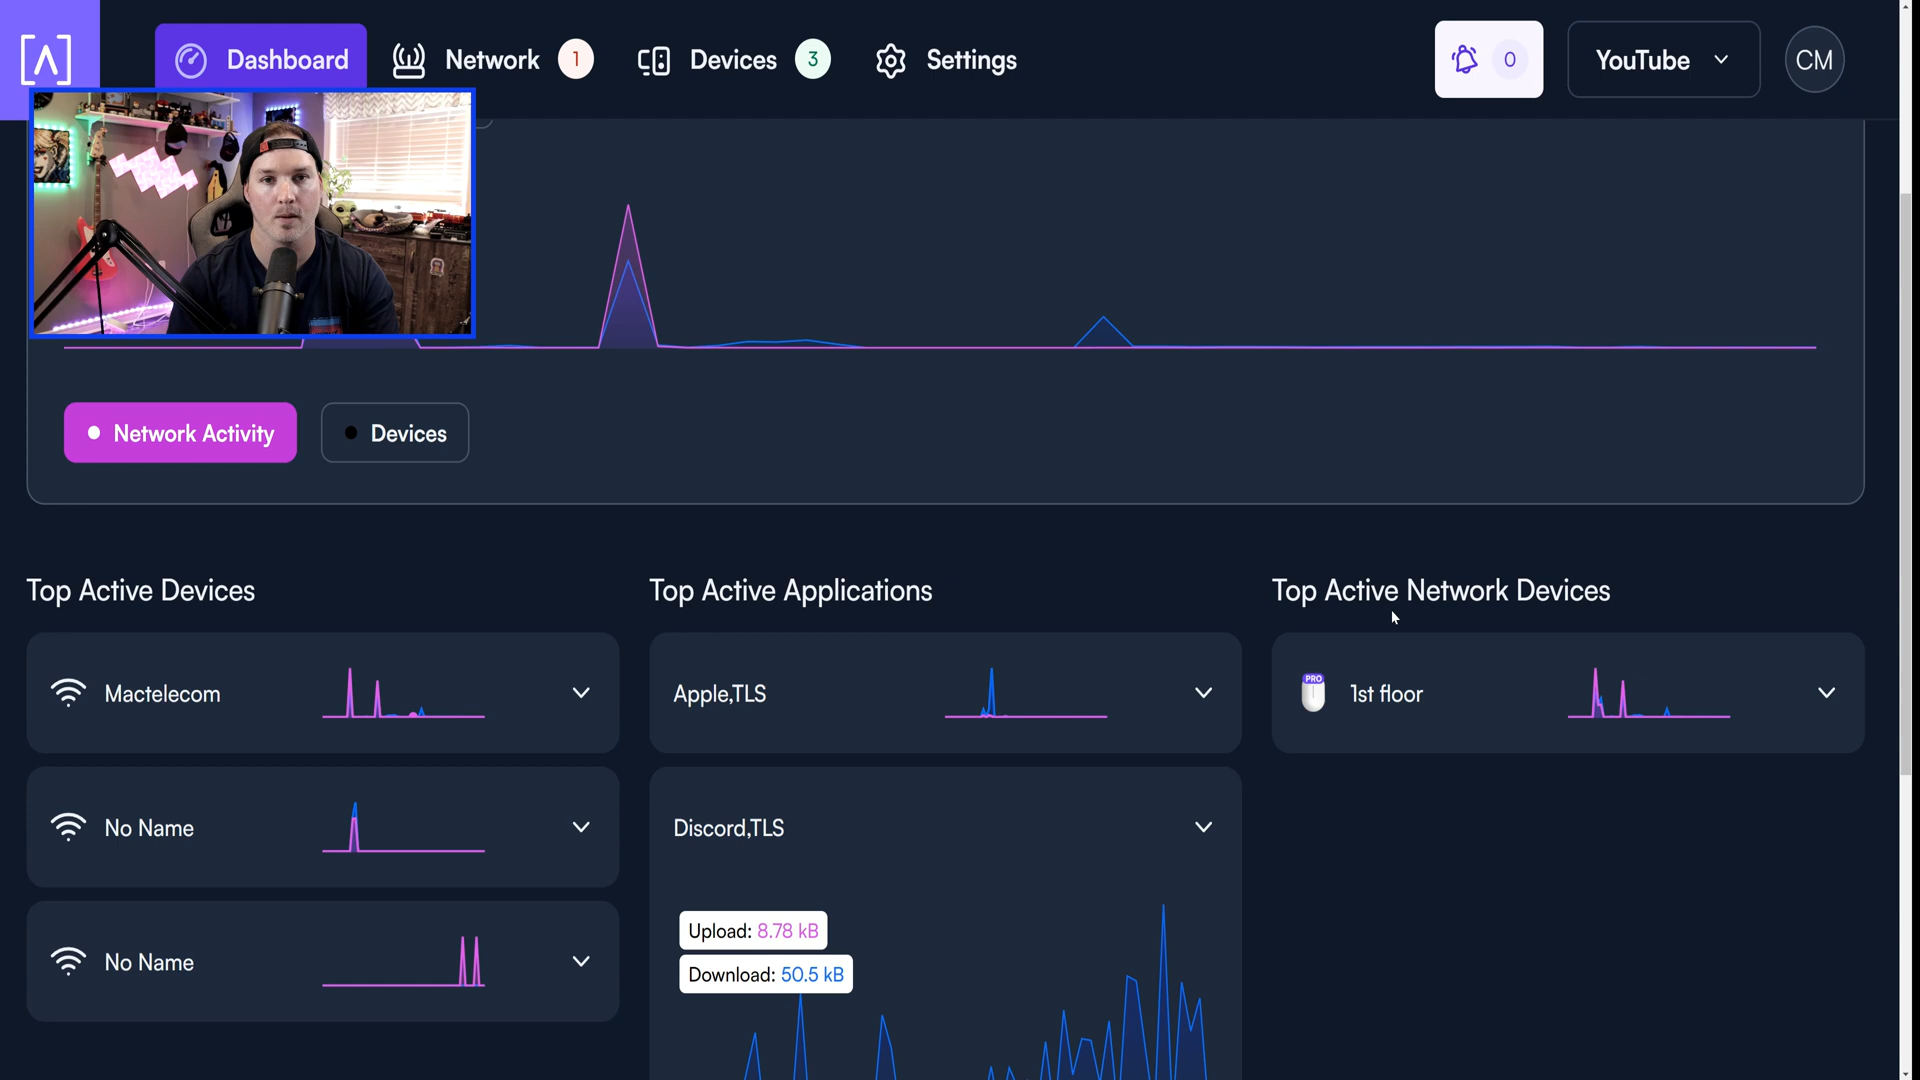 [Λ]
Dashboard
Network 1
Devices 3
Settings
0
YouTube
CM
Network Activity
Devices
Top Active Devices
Mactelecom
No Name
No Name
Top Active Applications
Apple,TLS
Discord,TLS
Upload: 8.78 kB
Download: 50.5 kB
Top Active Network Devices
PRO
1st floor